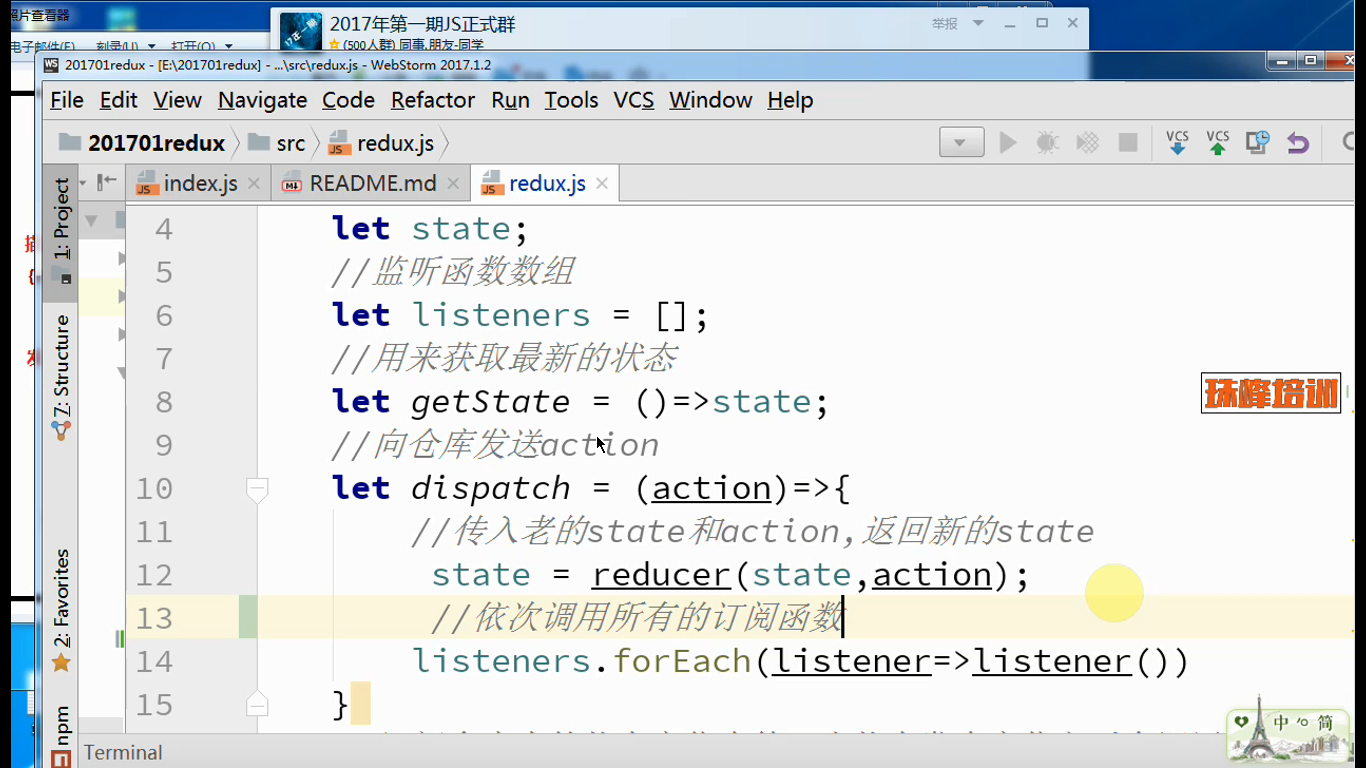 照片查看器
2017年第一期JS正式群
举报
电子邮件(E) 刻录(U) 打开(O)
(500人群) 同事.朋友-同学
201701redux - [E:\201701redux] - ...\src\redux.js - WebStorm 2017.1.2
File Edit View Navigate Code Refactor Run Tools VCS Window Help
201701redux src redux.js
VCS VCS
index.js README.md redux.js
1: Project
7: Structure
2: Favorites
npm
4 let state;
5 //监听函数数组
6 let listeners = [];
7 //用来获取最新的状态
8 let getState = ()=>state;
9 //向仓库发送action
10 let dispatch = (action)=>{
11 //传入老的state和action,返回新的state
12 state = reducer(state,action);
13 //依次调用所有的订阅函数
14 listeners.forEach(listener=>listener())
15 }
珠峰培训
中 简
Terminal